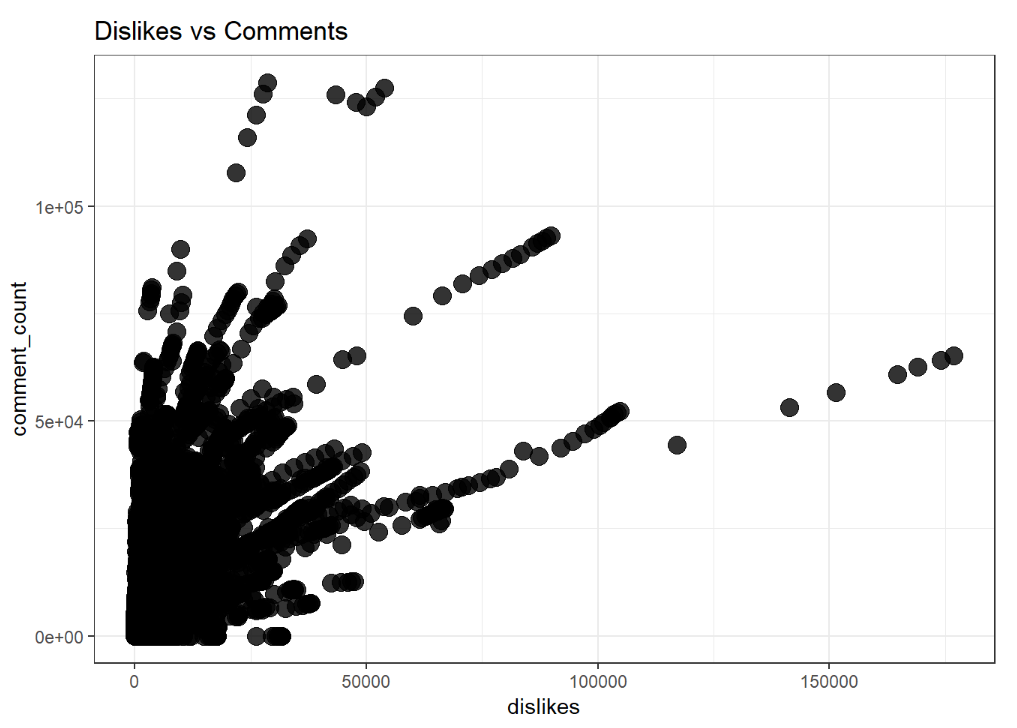 Dislikes vs Comments
comment_count
1e+05
5e+04
0e+00
0 50000 100000 150000
dislikes